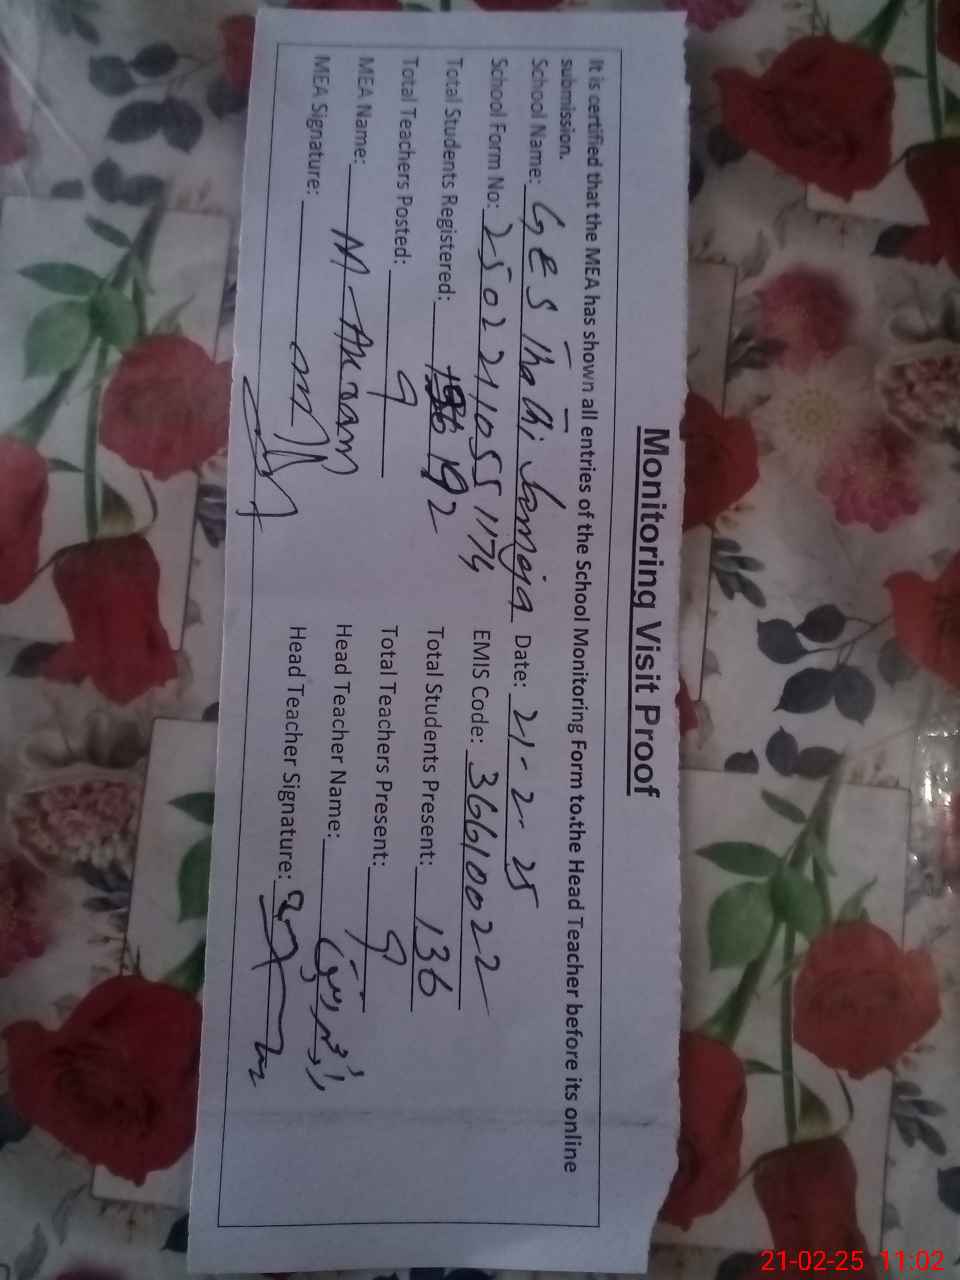 Monitoring Visit Proof
It is certified that the MEA has shown all entries of the School Monitoring Form to the Head Teacher before its online
submission.
School Name: GES Date: 21-2-25
School Form No: 250221055174 EMIS Code: 36610022
Total Students Registered: 192 Total Students Present: 136
Total Teachers Posted: 9 Total Teachers Present: 9
MEA Name: M-Akram Head Teacher Name:
MEA Signature: Head Teacher Signature:
21-02-25 11:02